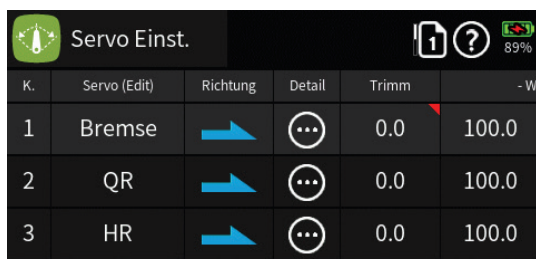 Servo Einst. 1 ? 89%
K. Servo (Edit) Richtung Detail Trimm - W
1 Bremse 0.0 100.0
2 QR 0.0 100.0
3 HR 0.0 100.0